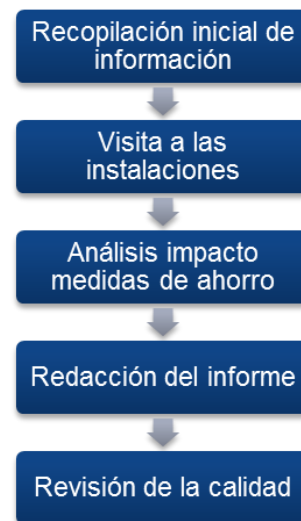 Recopilación inicial de
información
Visita a las
instalaciones
Análisis impacto
medidas de ahorro
Redacción del informe
Revisión de la calidad